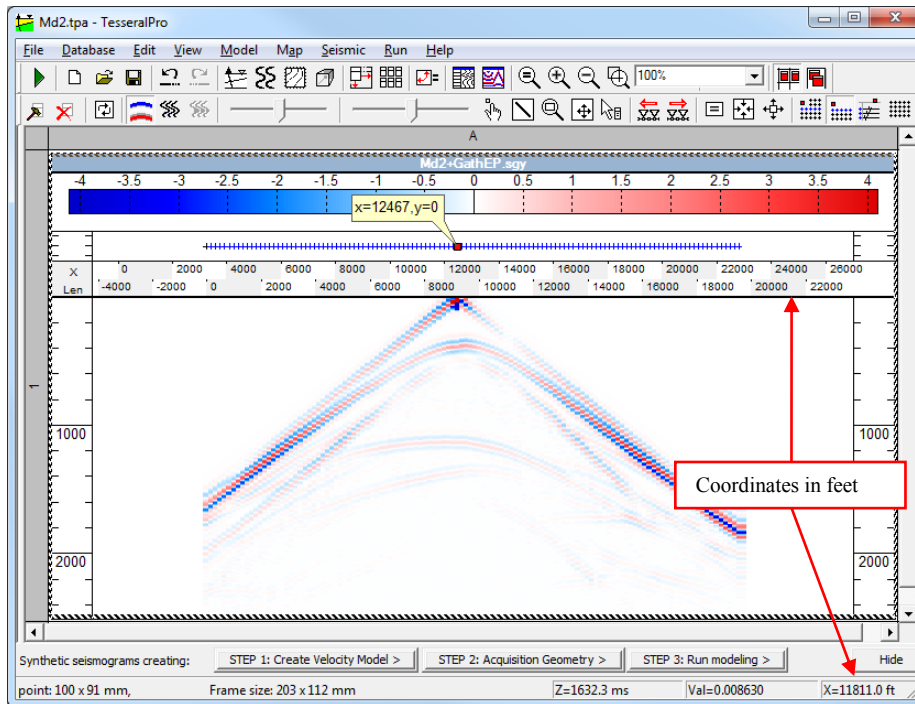 Md2.tpa - TesseralPro
File Database Edit View Model Map Seismic Run Help
100%
A
Md2+GathEP.sgy
-4 -3.5 -3 -2.5 -2 -1.5 -1 -0.5 0 0.5 1 1.5 2 2.5 3 3.5 4
x=12467,y=0
X 0 2000 4000 6000 8000 10000 12000 14000 16000 18000 20000 22000 24000 26000
Len -4000 -2000 0 2000 4000 6000 8000 10000 12000 14000 16000 18000 20000 22000
1
1000 1000
Coordinates in feet
2000 2000
Synthetic seismograms creating: STEP 1: Create Velocity Model > STEP 2: Acquisition Geometry > STEP 3: Run modeling > Hide
point: 100 x 91 mm, Frame size: 203 x 112 mm Z=1632.3 ms Val=0.008630 X=11811.0 ft